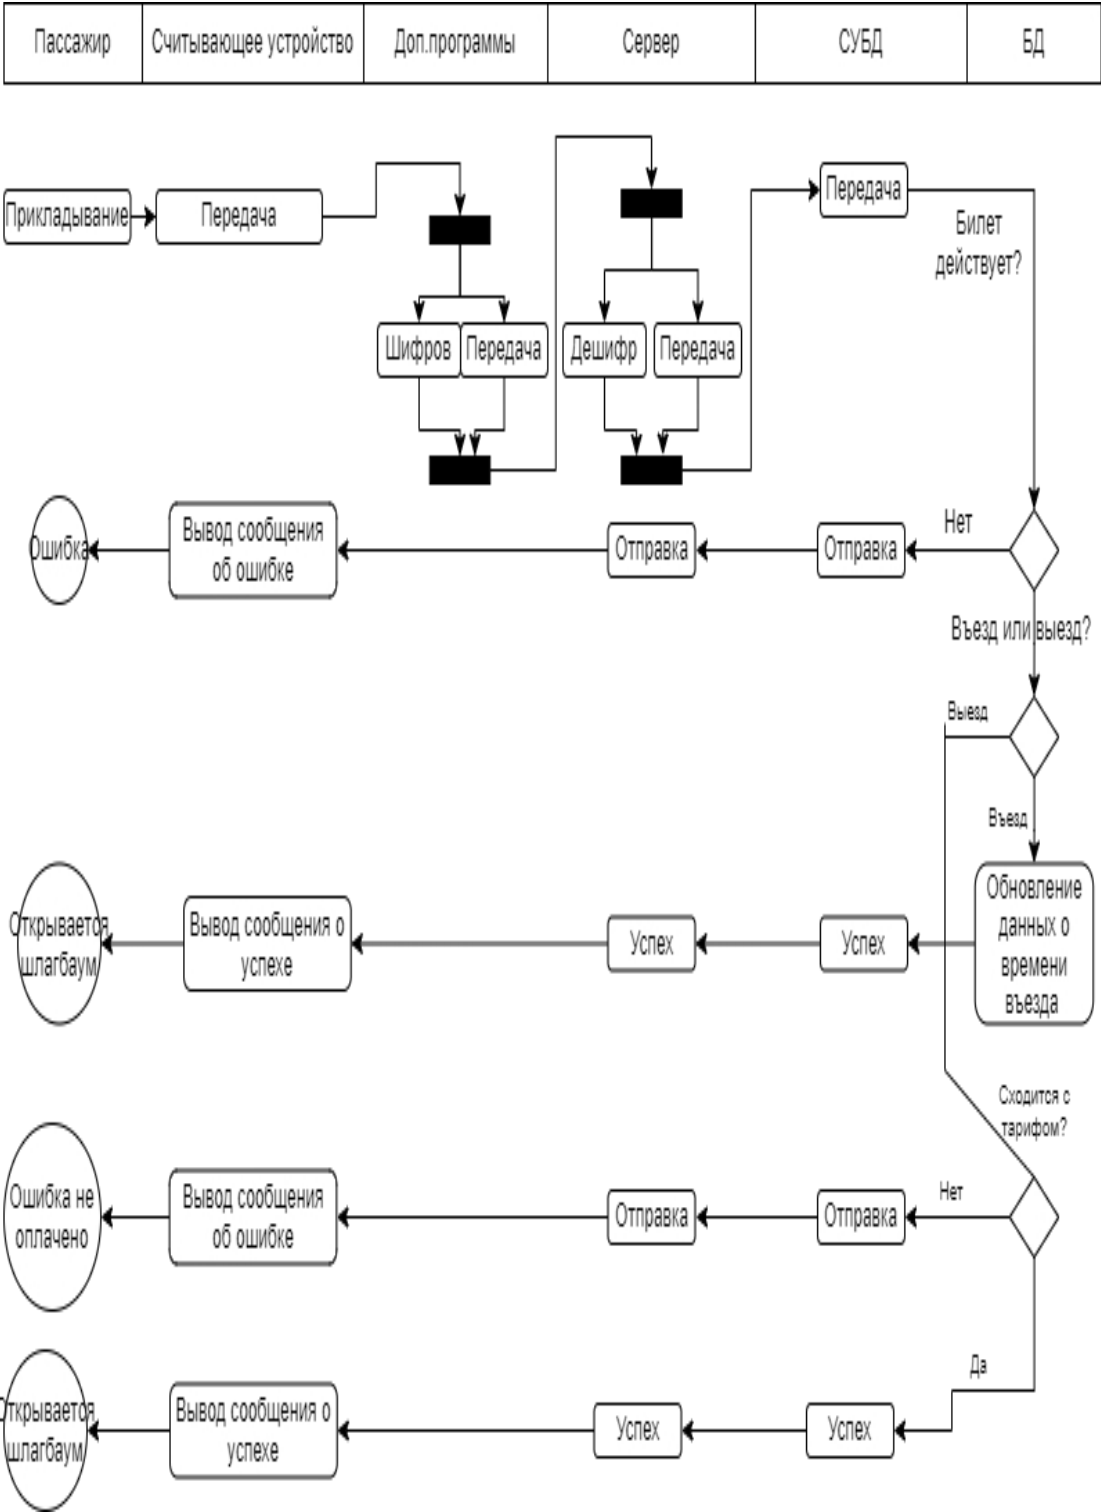 Пассажир
Считывающее устройство
Доп.программы
Сервер
СУБД
БД
Прикладывание
Передача
Передача
Билет
действует?
Шифров
Передача
Дешифр
Передача
Ошибка
Вывод сообщения
об ошибке
Отправка
Отправка
Нет
Въезд или выезд?
Выезд
Въезд
Открывается
шлагбаум
Вывод сообщения о
успехе
Успех
Успех
Обновление
данных о
времени
въезда
Сходится с
тарифом?
Ошибка не
оплачено
Вывод сообщения
об ошибке
Отправка
Отправка
Нет
Да
Открывается
шлагбаум
Вывод сообщения о
успехе
Успех
Успех